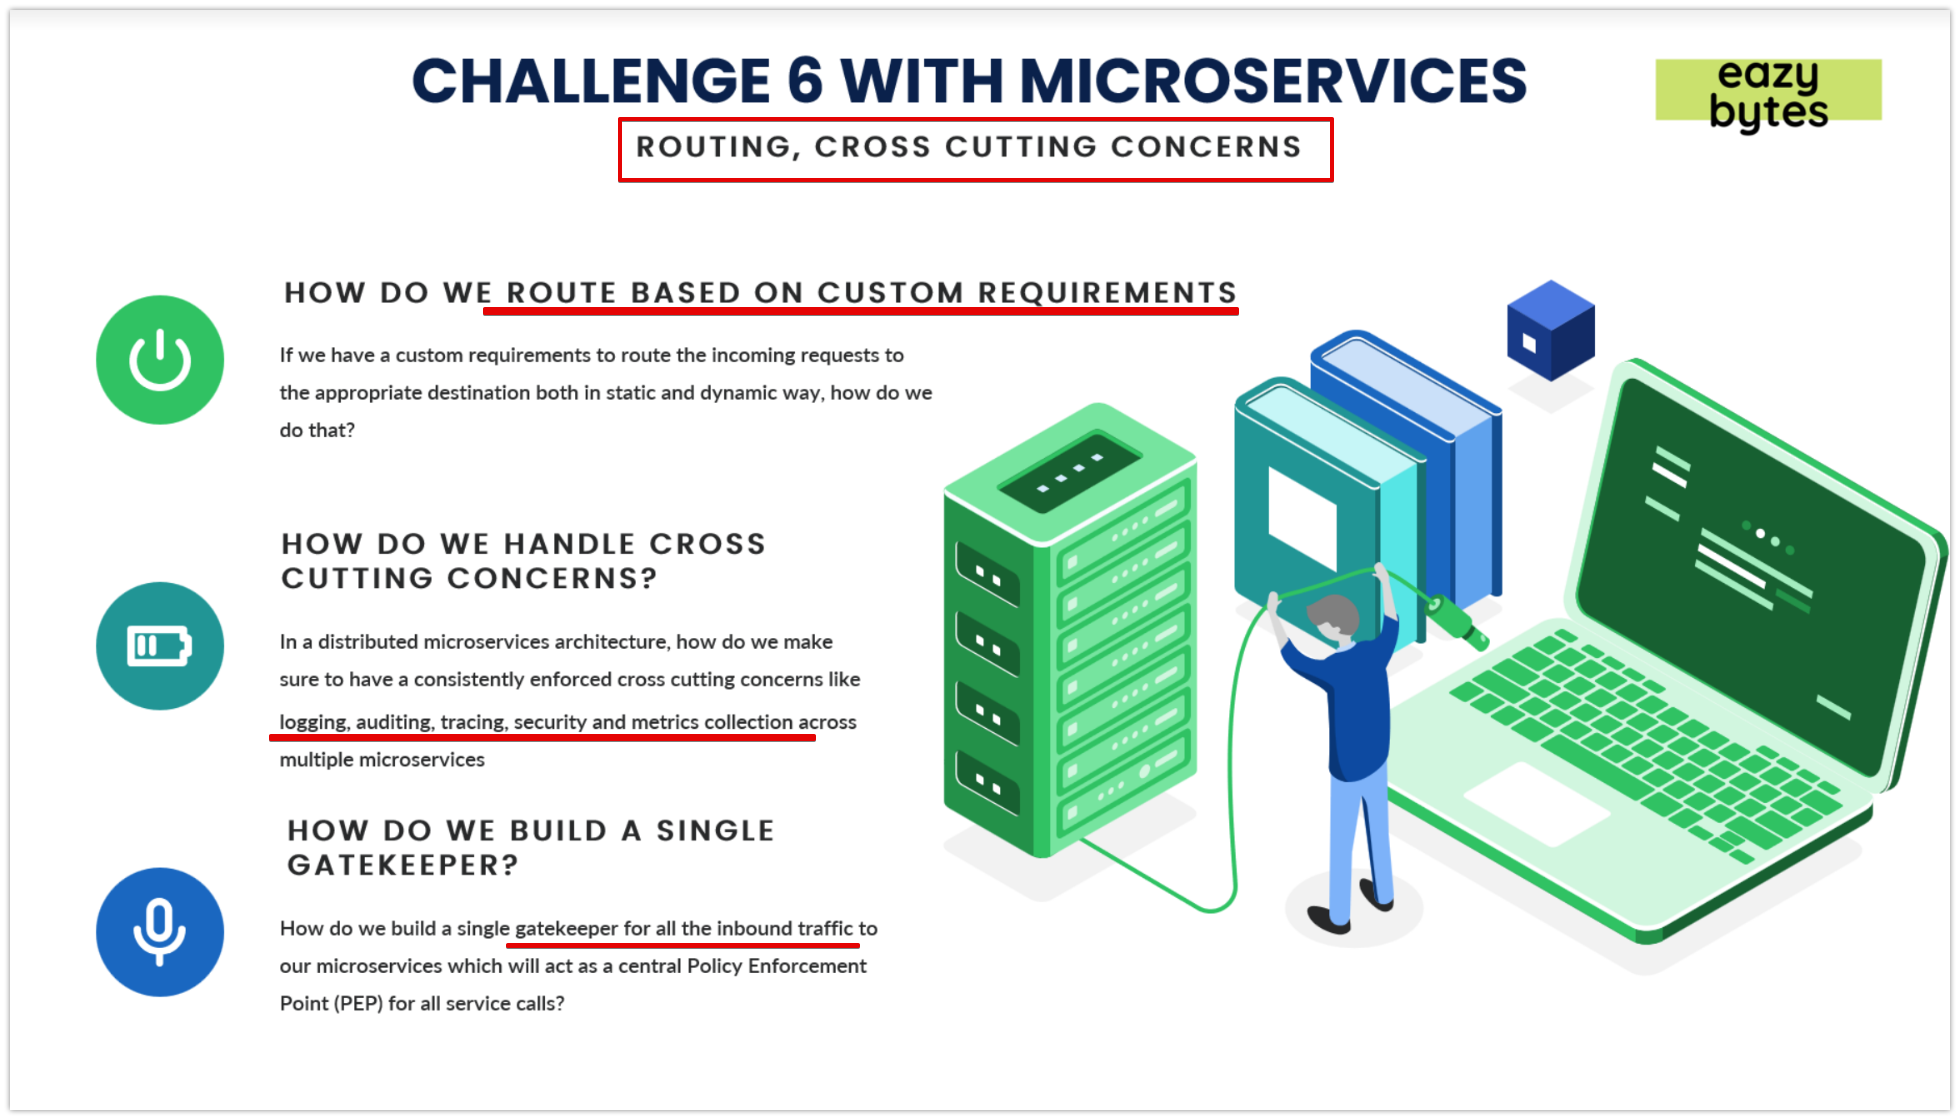 CHALLENGE 6 WITH MICROSERVICES
eazy
bytes
ROUTING, CROSS CUTTING CONCERNS
HOW DO WE ROUTE BASED ON CUSTOM REQUIREMENTS
If we have a custom requirements to route the incoming requests to
the appropriate destination both in static and dynamic way, how do we
do that?
HOW DO WE HANDLE CROSS
CUTTING CONCERNS?
In a distributed microservices architecture, how do we make
sure to have a consistently enforced cross cutting concerns like
logging, auditing, tracing, security and metrics collection across
multiple microservices
HOW DO WE BUILD A SINGLE
GATEKEEPER?
How do we build a single gatekeeper for all the inbound traffic to
our microservices which will act as a central Policy Enforcement
Point (PEP) for all service calls?